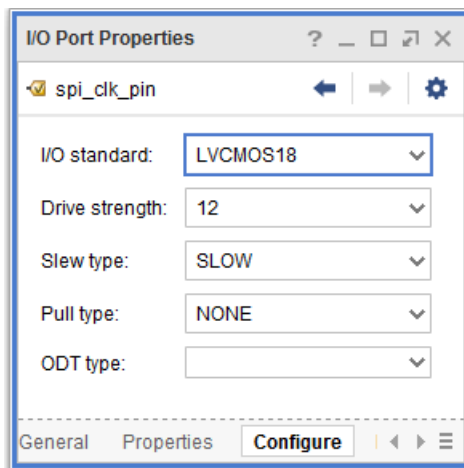 I/O Port Properties
spi_clk_pin
I/O standard: LVCMOS18
Drive strength: 12
Slew type: SLOW
Pull type: NONE
ODT type:
General Properties Configure